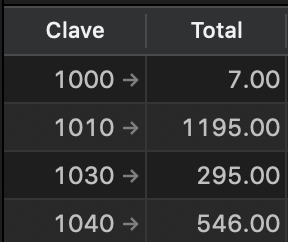 Clave Total
1000 → 7.00
1010 → 1195.00
1030 → 295.00
1040 → 546.00